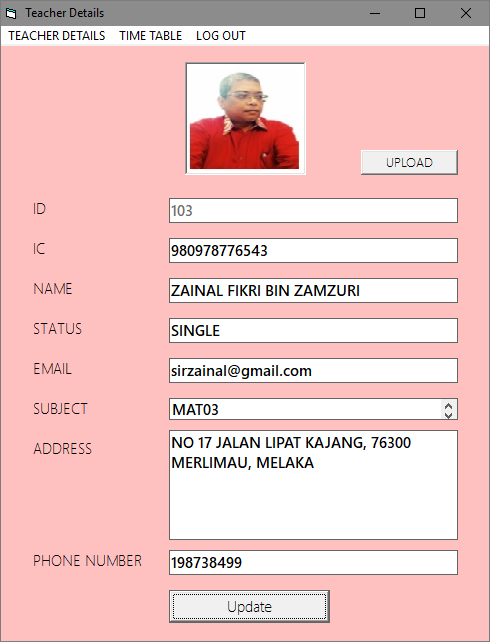 Teacher Details
TEACHER DETAILS TIME TABLE LOG OUT
UPLOAD
ID 103
IC 980978776543
NAME ZAINAL FIKRI BIN ZAMZURI
STATUS SINGLE
EMAIL sirzainal@gmail.com
SUBJECT MAT03
ADDRESS NO 17 JALAN LIPAT KAJANG, 76300
MERLIMAU, MELAKA
PHONE NUMBER 198738499
Update